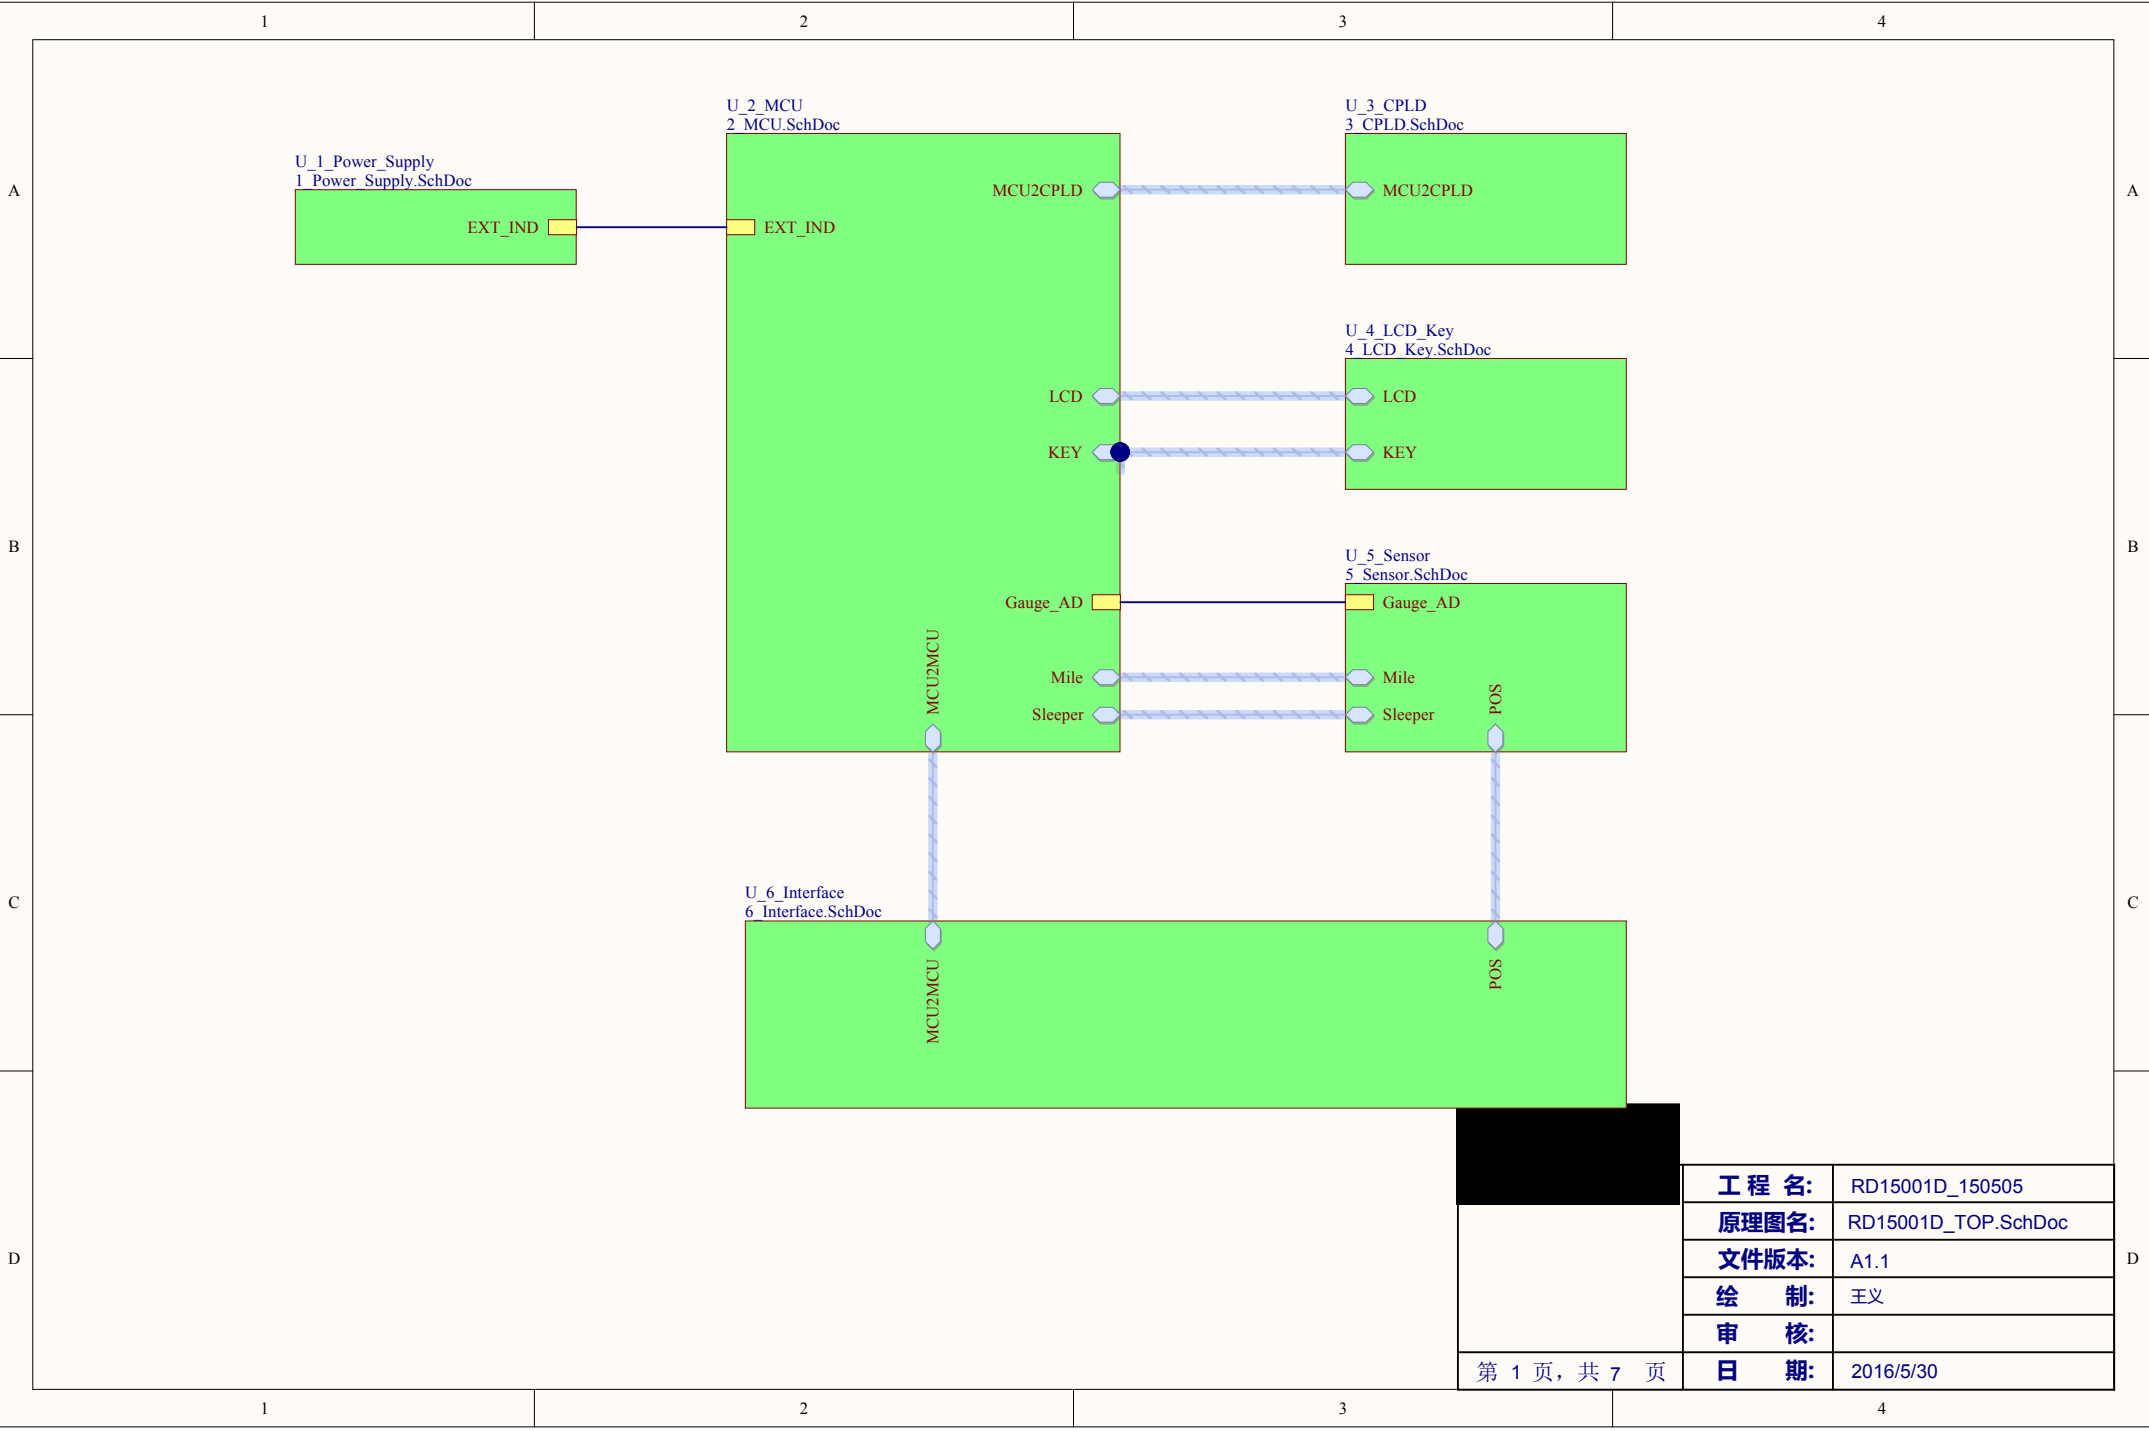 1 2 3 4
U_2_MCU
2_MCU.SchDoc
U_3_CPLD
3_CPLD.SchDoc
U_1_Power_Supply
1_Power_Supply.SchDoc
A
MCU2CPLD
MCU2CPLD
A
EXT_IND
EXT_IND
U_4_LCD_Key
4_LCD_Key.SchDoc
LCD
LCD
KEY
KEY
B
B
U_5_Sensor
5_Sensor.SchDoc
Gauge_AD
Gauge_AD
MCU2MCU
Mile
Mile
POS
Sleeper
Sleeper
U_6_Interface
6_Interface.SchDoc
C
C
MCU2MCU
POS
工程名: RD15001D_150505
原理图名: RD15001D_TOP.SchDoc
D
文件版本: A1.1
D
绘 制: 王义
审 核:
第 1 页，共 7 页
日 期: 2016/5/30
1 2 3 4